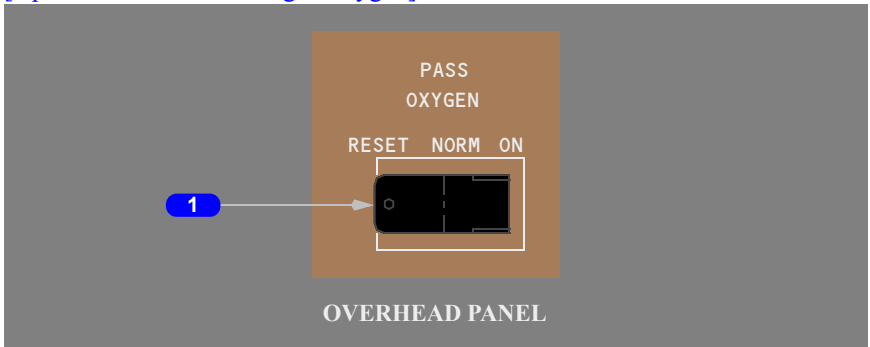 PASS
OXYGEN
RESET NORM ON
1
OVERHEAD PANEL